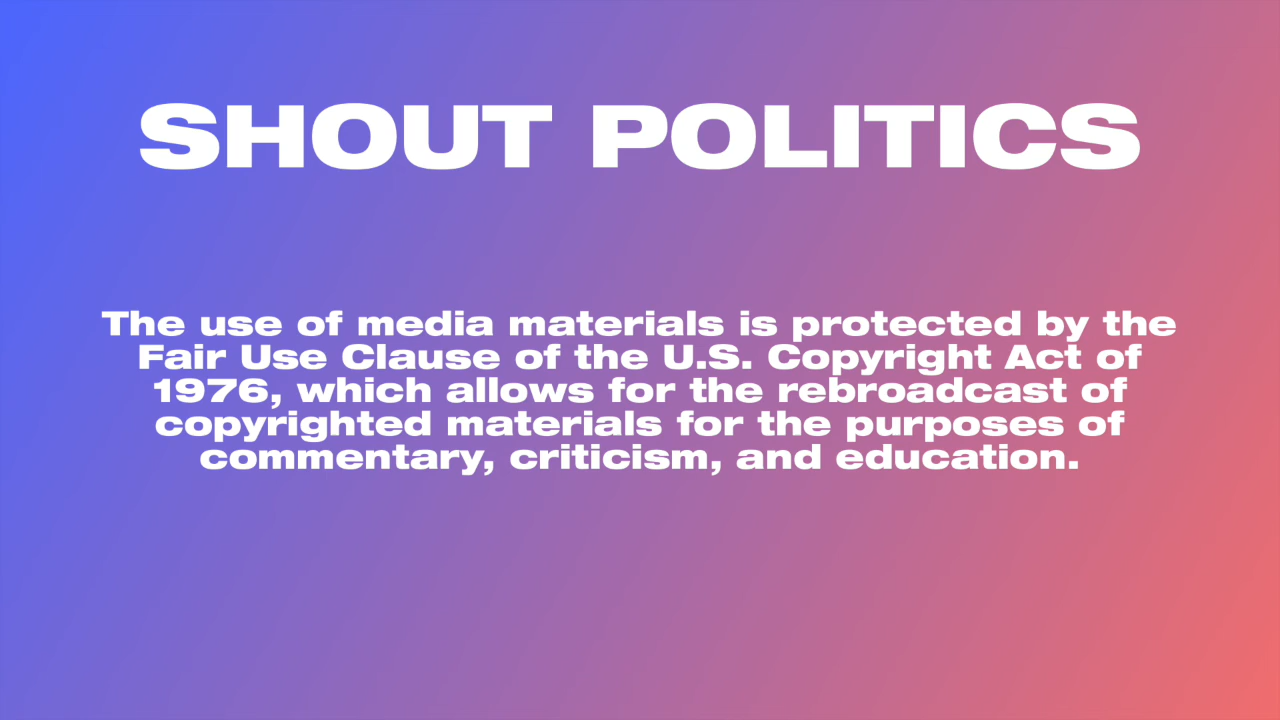 SHOUT POLITICS
The use of media materials is protected by the
Fair Use Clause of the U.S. Copyright Act of
1976, which allows for the rebroadcast of
copyrighted materials for the purposes of
commentary, criticism, and education.